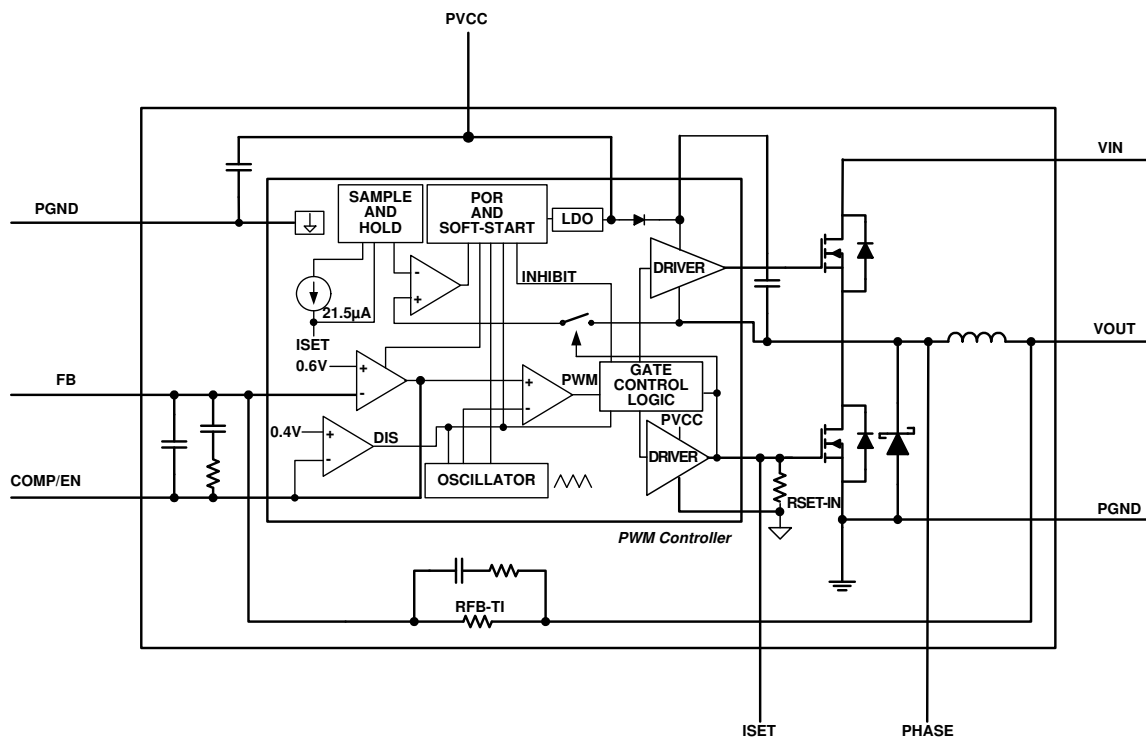 PVCC
VIN
PGND
SAMPLE
AND
HOLD
POR
AND
SOFT-START
LDO
DRIVER
INHIBIT
21.5µA
ISET
0.6V
VOUT
FB
PWM
GATE
CONTROL
LOGIC
PVCC
0.4V
DIS
DRIVER
COMP/EN
OSCILLATOR
RSET-IN
PGND
PWM Controller
RFB-TI
ISET
PHASE